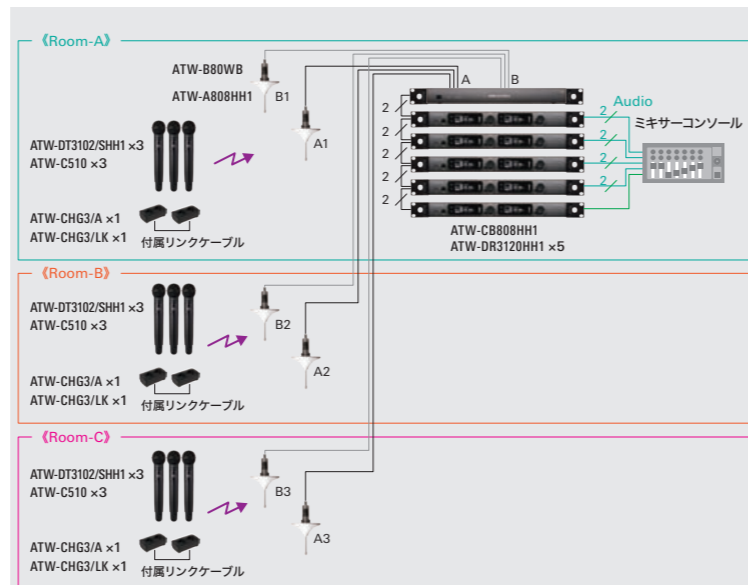 《Room-A》
ATW-B80WB
ATW-A808HH1
B1
A1
A
B
ATW-DT3102/SHH1 ×3
ATW-C510 ×3
ATW-CHG3/A ×1
ATW-CHG3/LK ×1
付属リンクケーブル
2
2
2
2
2
2 Audio
2
2
2
ミキサーコンソール
ATW-CB808HH1
ATW-DR3120HH1 ×5
《Room-B》
ATW-DT3102/SHH1 ×3
ATW-C510 ×3
B2
A2
ATW-CHG3/A ×1
ATW-CHG3/LK ×1
付属リンクケーブル
《Room-C》
ATW-DT3102/SHH1 ×3
ATW-C510 ×3
B3
A3
ATW-CHG3/A ×1
ATW-CHG3/LK ×1
付属リンクケーブル